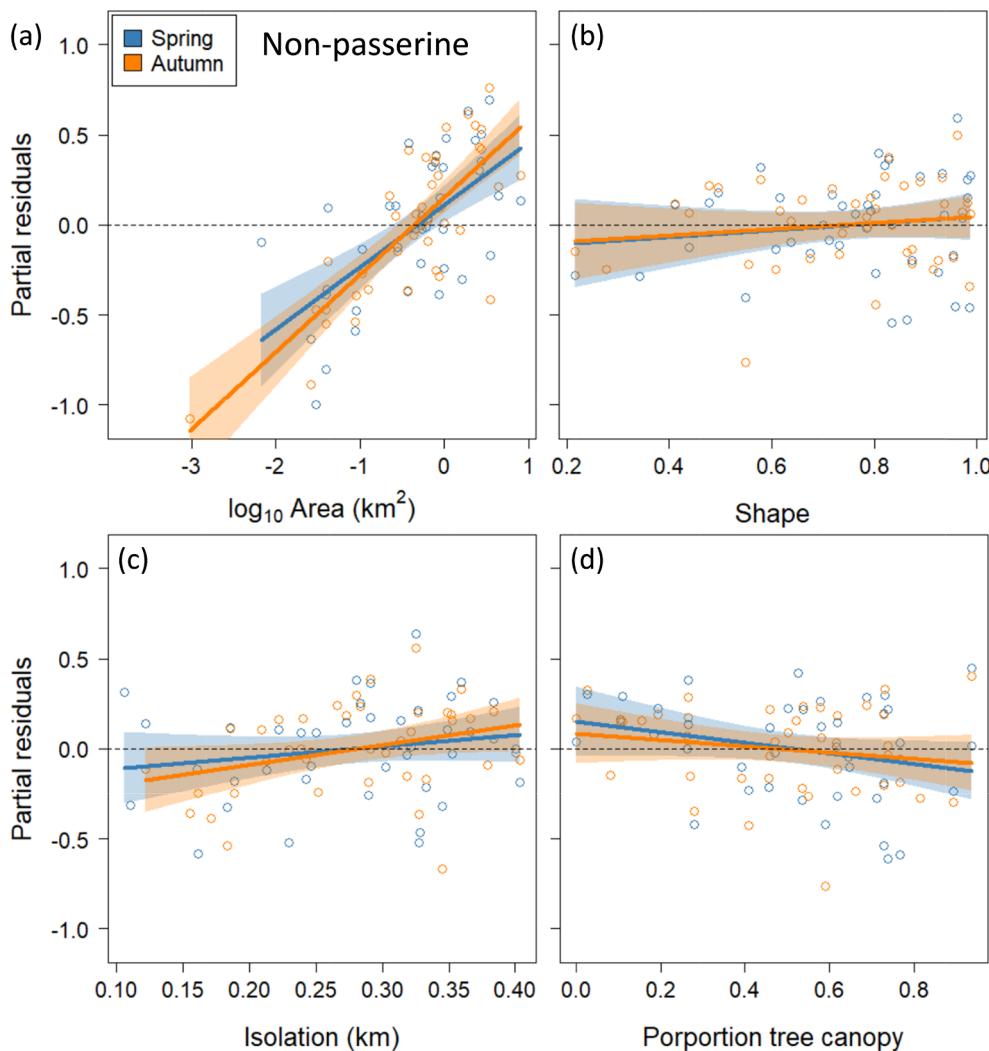 (a)
Spring
Autumn
Non-passerine
(b)
Partial residuals
1.0
0.5
0.0
-0.5
-1.0
-3 -2 -1 0 1
0.2 0.4 0.6 0.8 1.0
log10 Area (km2)
Shape
(c)
(d)
Partial residuals
1.0
0.5
0.0
-0.5
-1.0
0.10 0.15 0.20 0.25 0.30 0.35 0.40
0.0 0.2 0.4 0.6 0.8
Isolation (km)
Porportion tree canopy